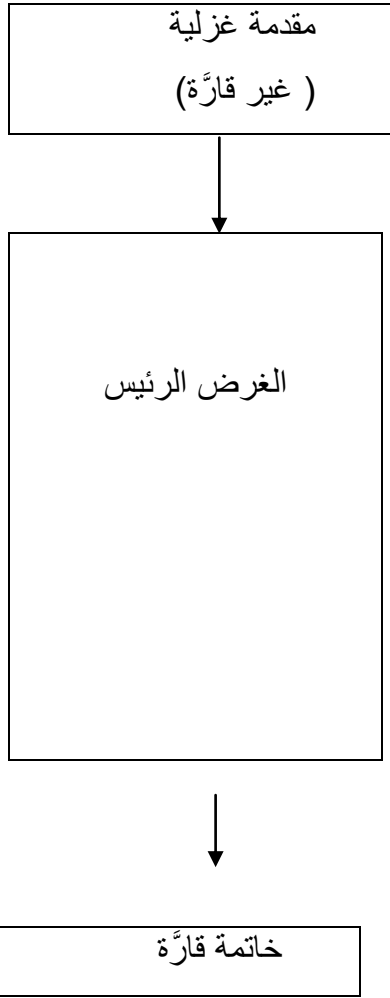 مقدمة غزلية
( غير قارَّة)
الغرض الرئيس
خاتمة قارَّة